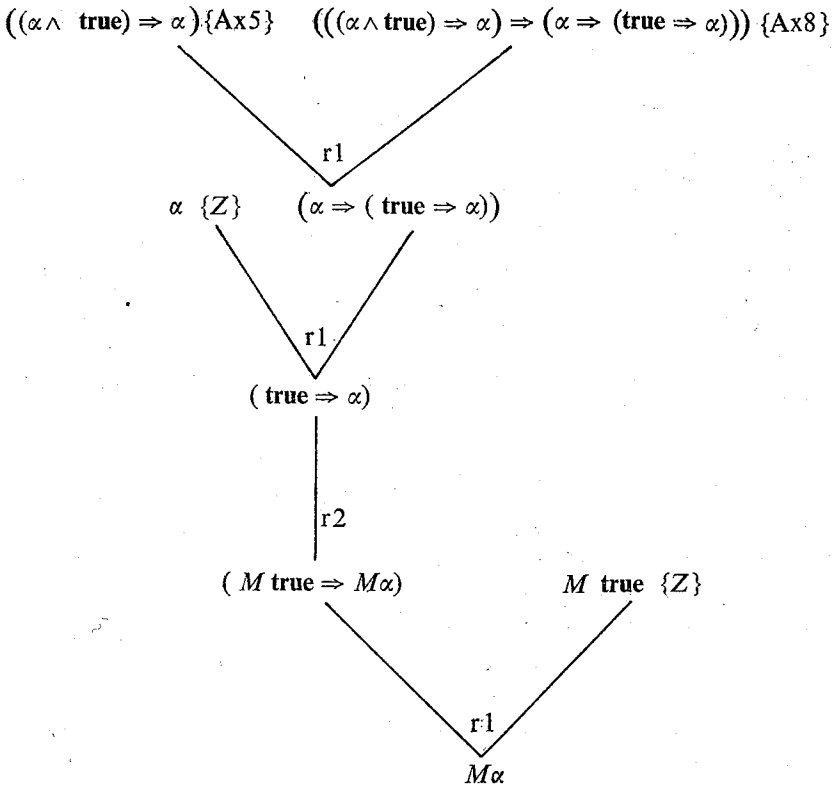 ((α ∧ true) ⇒ α) {Ax5} (((α ∧ true) ⇒ α) ⇒ (α ⇒ (true ⇒ α))) {Ax8}
r1
α {Z} (α ⇒ ( true ⇒ α))
r1
( true ⇒ α)
r2
( M true ⇒ Mα) M true {Z}
r1
Mα